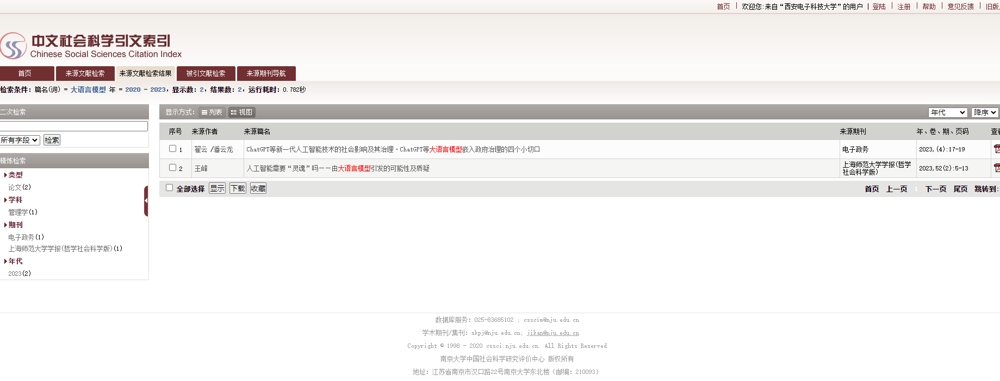 首页 欢迎您:来自“西安电子科技大学”的用户 | 登陆 注册 帮助 意见反馈 旧版
中文社会科学引文索引
Chinese Social Sciences Citation Index
首页 来源文献检索 来源文献检索结果 被引文献检索 来源期刊导航
检索条件: 篇名(词) = 大语言模型 年 = 2020 - 2023, 显示数: 2, 结果数: 2, 运行耗时: 0.782秒
二次检索
所有字段 检索
精炼检索
类型
论文(2)
学科
管理学(1)
期刊
电子政务(1)
上海师范大学学报(哲学社会科学版)(1)
年代
2023(2)
显示方式: 列表 视图 年代 降序
序号 来源作者 来源篇名 来源期刊 年、卷、期、页码 查看
1 翟云 /潘云龙 ChatGPT等新一代人工智能技术的社会影响及其治理·ChatGPT等大语言模型嵌入政府治理的四个小切口 电子政务 2023,(4):17-19
2 王峰 人工智能需要“灵魂”吗——由大语言模型引发的可能性及质疑 上海师范大学学报(哲学社会科学版) 2023,52(2):5-13
全部选择 显示 下载 收藏 首页 上一页 1 下一页 尾页 跳转到:
数据库服务: 025-83685102 ; csscim@nju.edu.cn
学术期刊/集刊: skpj@nju.edu.cn; jikan@nju.edu.cn
Copyright © 1998 - 2020 cssci.nju.edu.cn. All Rights Reserved
南京大学中国社会科学研究评价中心 版权所有
地址: 江苏省南京市汉口路22号南京大学东北楼 (邮编: 210093)